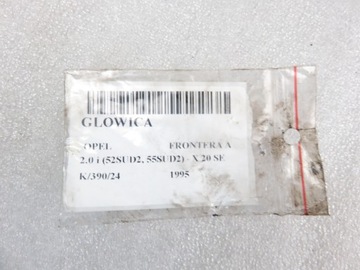 GLOWICA
OPEL FRONTERA A
2.0 i (52SUD2, 55SUD2) - X 20 SE
K/390/24 1995